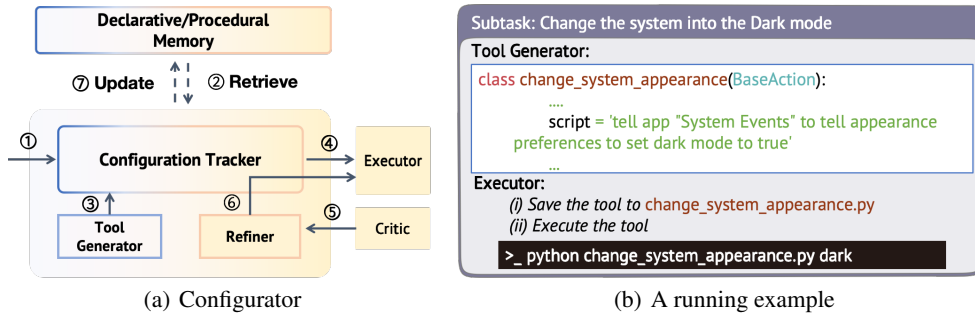 Declarative/Procedural
Memory
⑦ Update
② Retrieve
①
Configuration Tracker
④
Executor
③
⑥
⑤
Tool
Generator
Refiner
Critic
(a) Configurator
Subtask: Change the system into the Dark mode
Tool Generator:
class change_system_appearance(BaseAction):
....
script = 'tell app "System Events" to tell appearance
preferences to set dark mode to true'
...
Executor:
(i) Save the tool to change_system_appearance.py
(ii) Execute the tool
>_ python change_system_appearance.py dark
(b) A running example